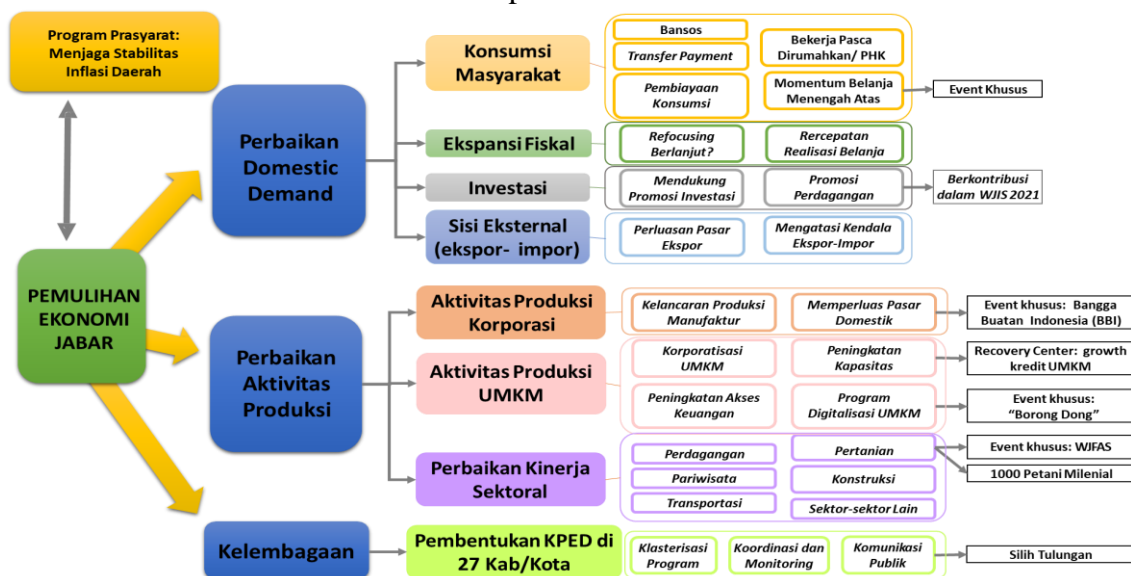 Program Prasyarat:
Menjaga Stabilitas
Inflasi Daerah
PEMULIHAN
EKONOMI
JABAR
Perbaikan
Domestic
Demand
Konsumsi
Masyarakat
Bansos
Transfer Payment
Pembiayaan
Konsumsi
Bekerja Pasca
Dirumahkan/ PHK
Momentum Belanja
Menengah Atas
Event Khusus
Ekspansi Fiskal
Refocusing
Berlanjut?
Rercepatan
Realisasi Belanja
Investasi
Mendukung
Promosi Investasi
Promosi
Perdagangan
Berkontribusi
dalam WJIS 2021
Sisi Eksternal
(ekspor- impor)
Perluasan Pasar
Ekspor
Mengatasi Kendala
Ekspor-Impor
Perbaikan
Aktivitas
Produksi
Aktivitas Produksi
Korporasi
Kelancaran Produksi
Manufaktur
Memperluas Pasar
Domestik
Event khusus: Bangga
Buatan Indonesia (BBI)
Aktivitas Produksi
UMKM
Korporatisasi
UMKM
Peningkatan
Kapasitas
Recovery Center: growth
kredit UMKM
Peningkatan Akses
Keuangan
Program
Digitalisasi UMKM
Event khusus:
“Borong Dong”
Perbaikan Kinerja
Sektoral
Perdagangan
Pariwisata
Transportasi
Pertanian
Konstruksi
Sektor-sektor Lain
Event khusus: WJFAS
1000 Petani Milenial
Kelembagaan
Pembentukan KPED di
27 Kab/Kota
Klasterisasi
Program
Koordinasi dan
Monitoring
Komunikasi
Publik
Silih Tulungan